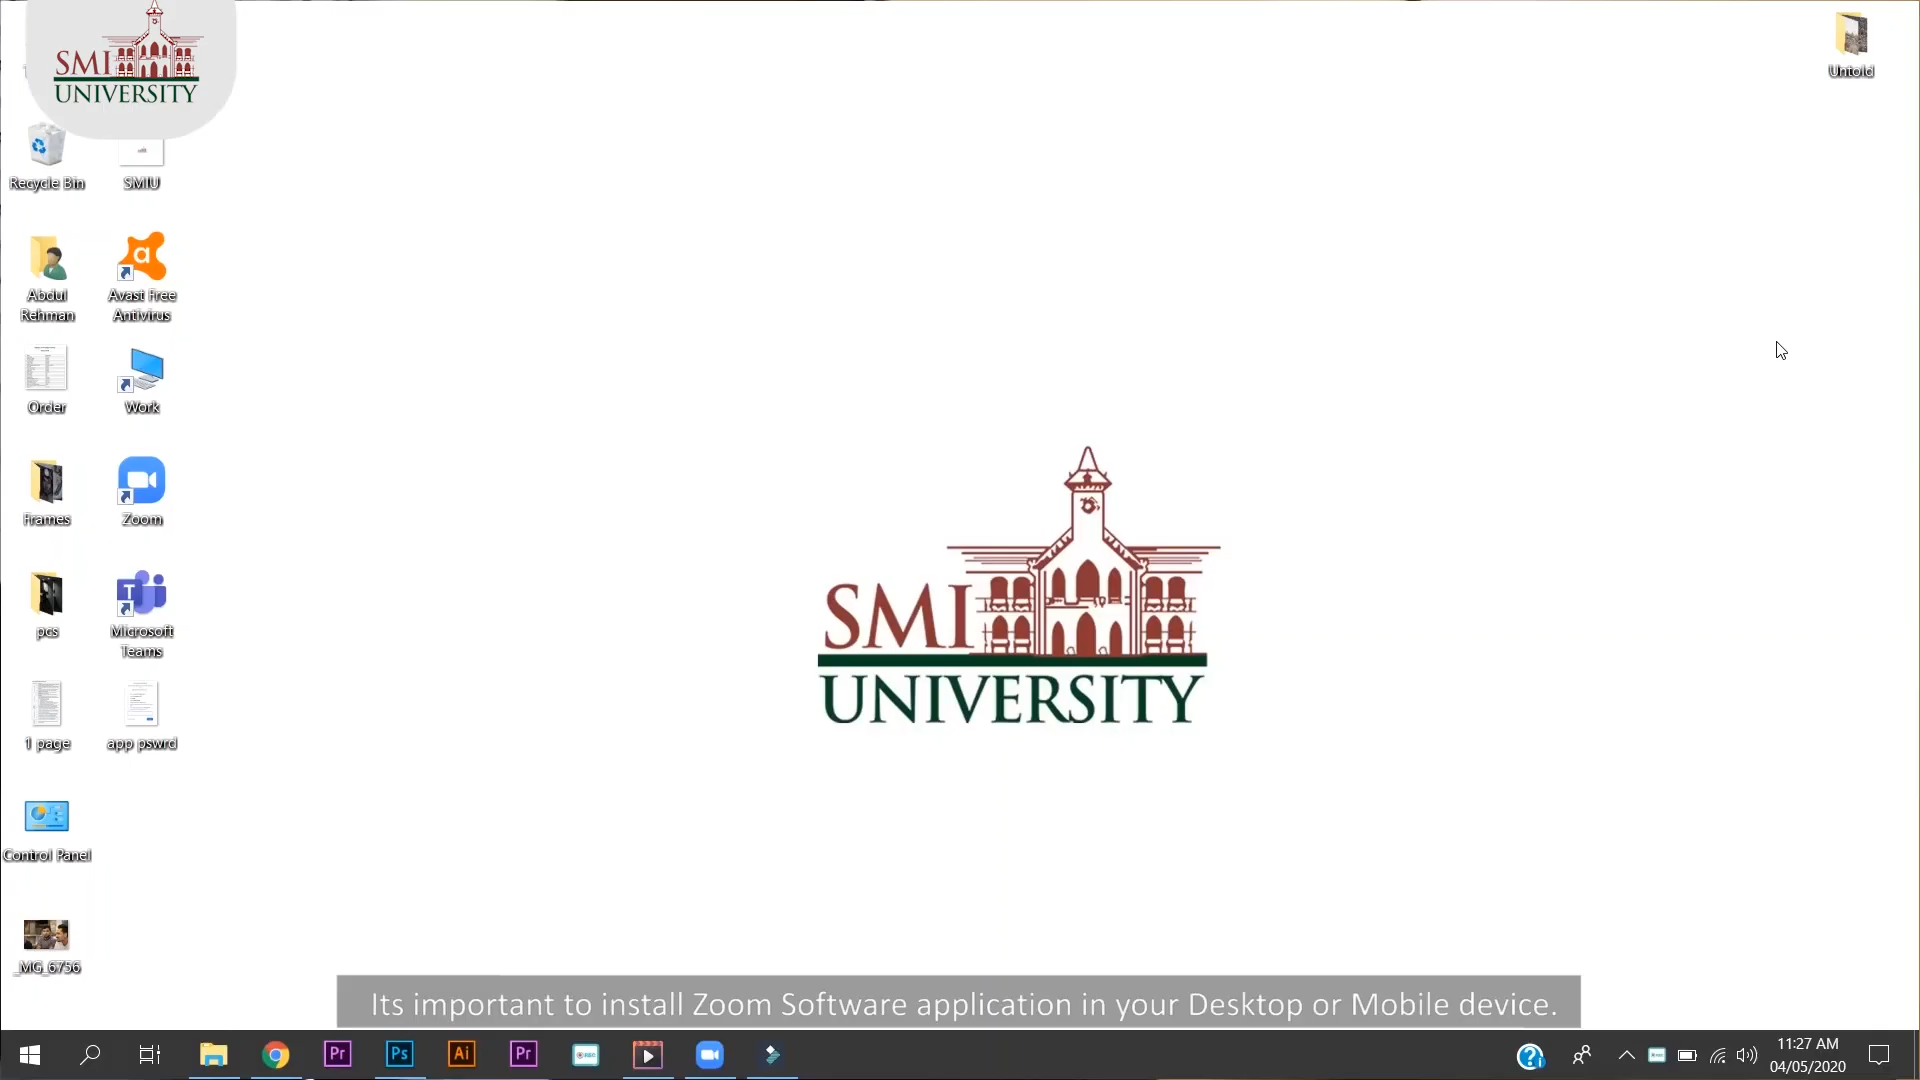 SMI
UNIVERSITY
Untold
Recycle Bin
SMIU
Abdul
Rehman
Avast Free
Antivirus
Order
Work
Frames
Zoom
pcs
Microsoft
Teams
1 page
app pswrd
Control Panel
_MG_6756
SMI
UNIVERSITY
Its important to install Zoom Software application in your Desktop or Mobile device.
Pr
Ps
Ai
Pr
11:27 AM
04/05/2020